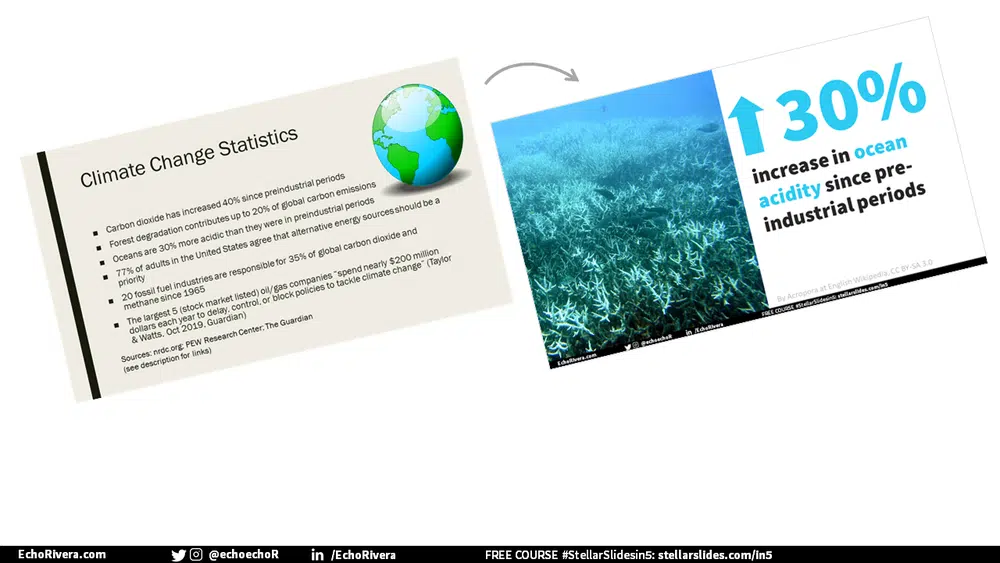 Climate Change Statistics
■ Carbon dioxide has increased 40% since preindustrial periods
■ Forest degradation contributes up to 20% of global carbon emissions
■ Oceans are 30% more acidic than they were in preindustrial periods
■ 77% of adults in the United States agree that alternative energy sources should be a
priority
■ 20 fossil fuel industries are responsible for 35% of global carbon dioxide and
methane since 1965
■ The largest 5 (stock market listed) oil/gas companies "spend nearly $200 million
dollars each year to delay, control, or block policies to tackle climate change" (Taylor
& Watts, Oct 2019, Guardian)
Sources: nrdc.org; PEW Research Center; The Guardian
(see description for links)
30%
increase in ocean
acidity since pre-
industrial periods
By Acropora at English Wikipedia, CC BY-SA 3.0
EchoRivera.com @echoechoR in /EchoRivera FREE COURSE #StellarSlidesin5: stellarslides.com/in5
EchoRivera.com @echoechoR in /EchoRivera FREE COURSE #StellarSlidesin5: stellarslides.com/in5